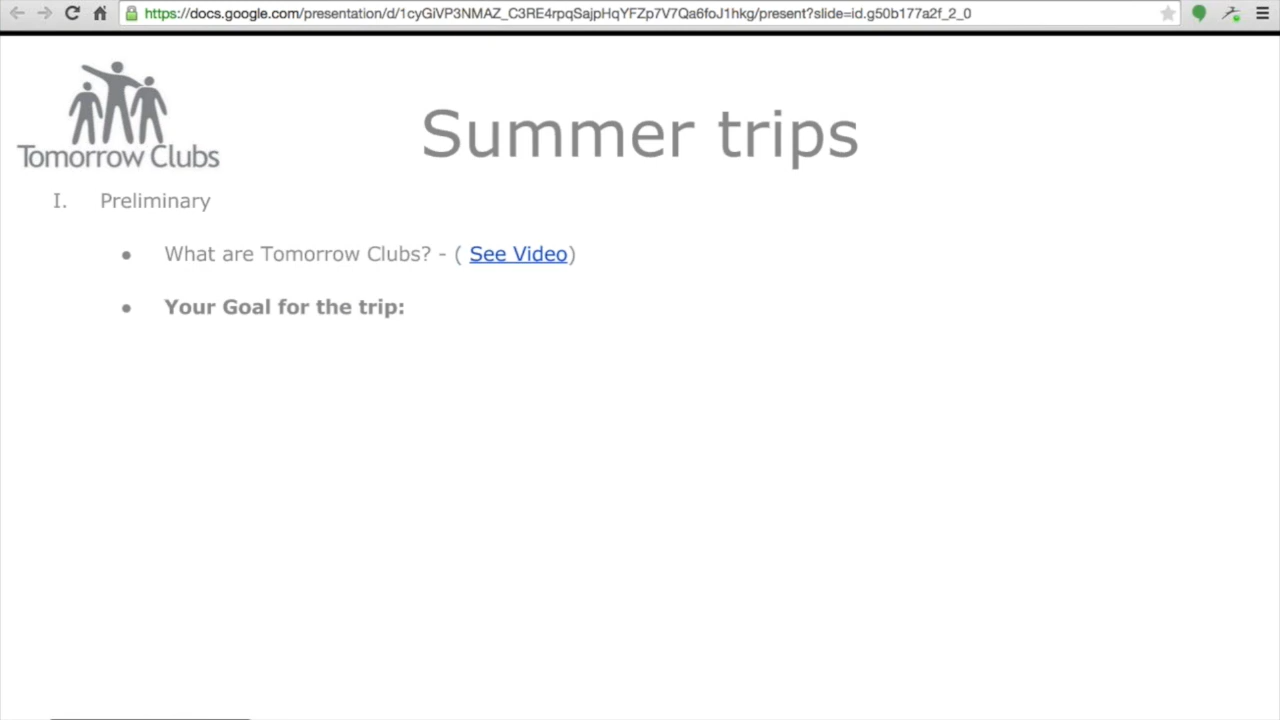 https://docs.google.com/presentation/d/1cyGiVP3NMAZ_C3RE4rpqSajpHqYFZp7V7Qa6foJ1hkg/present?slide=id.g50b177a2f_2_0
Tomorrow Clubs
Summer trips
I. Preliminary
● What are Tomorrow Clubs? - ( See Video)
● Your Goal for the trip: